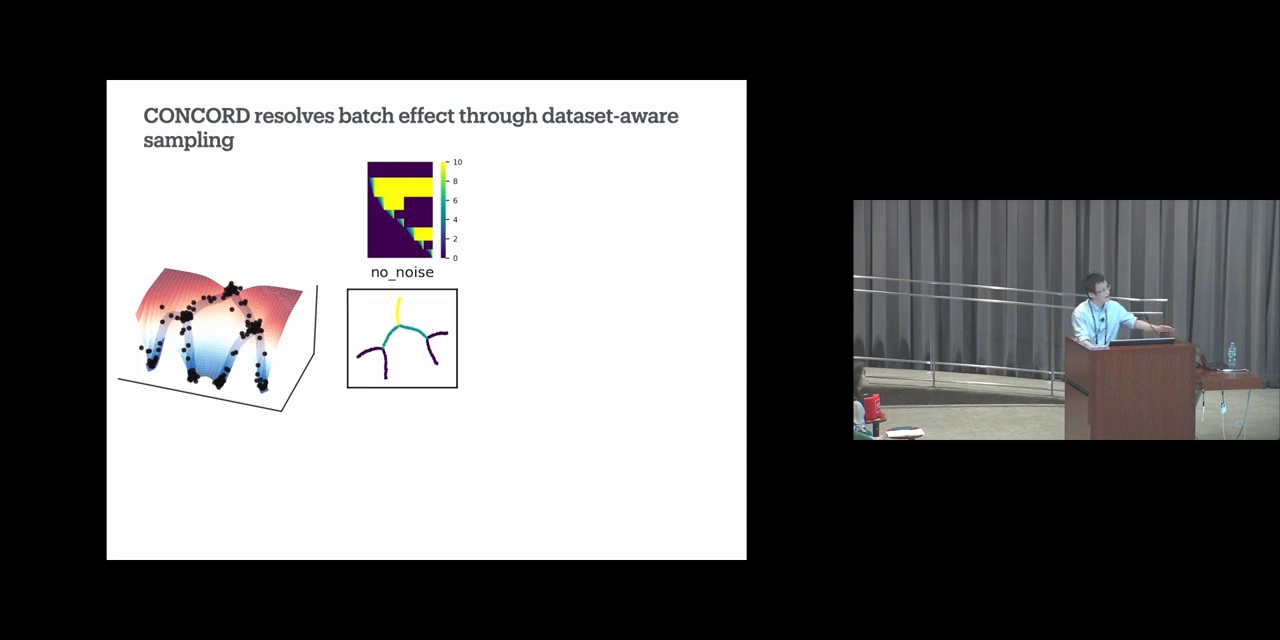 CONCORD resolves batch effect through dataset-aware
sampling
10
8
6
4
2
0
no_noise